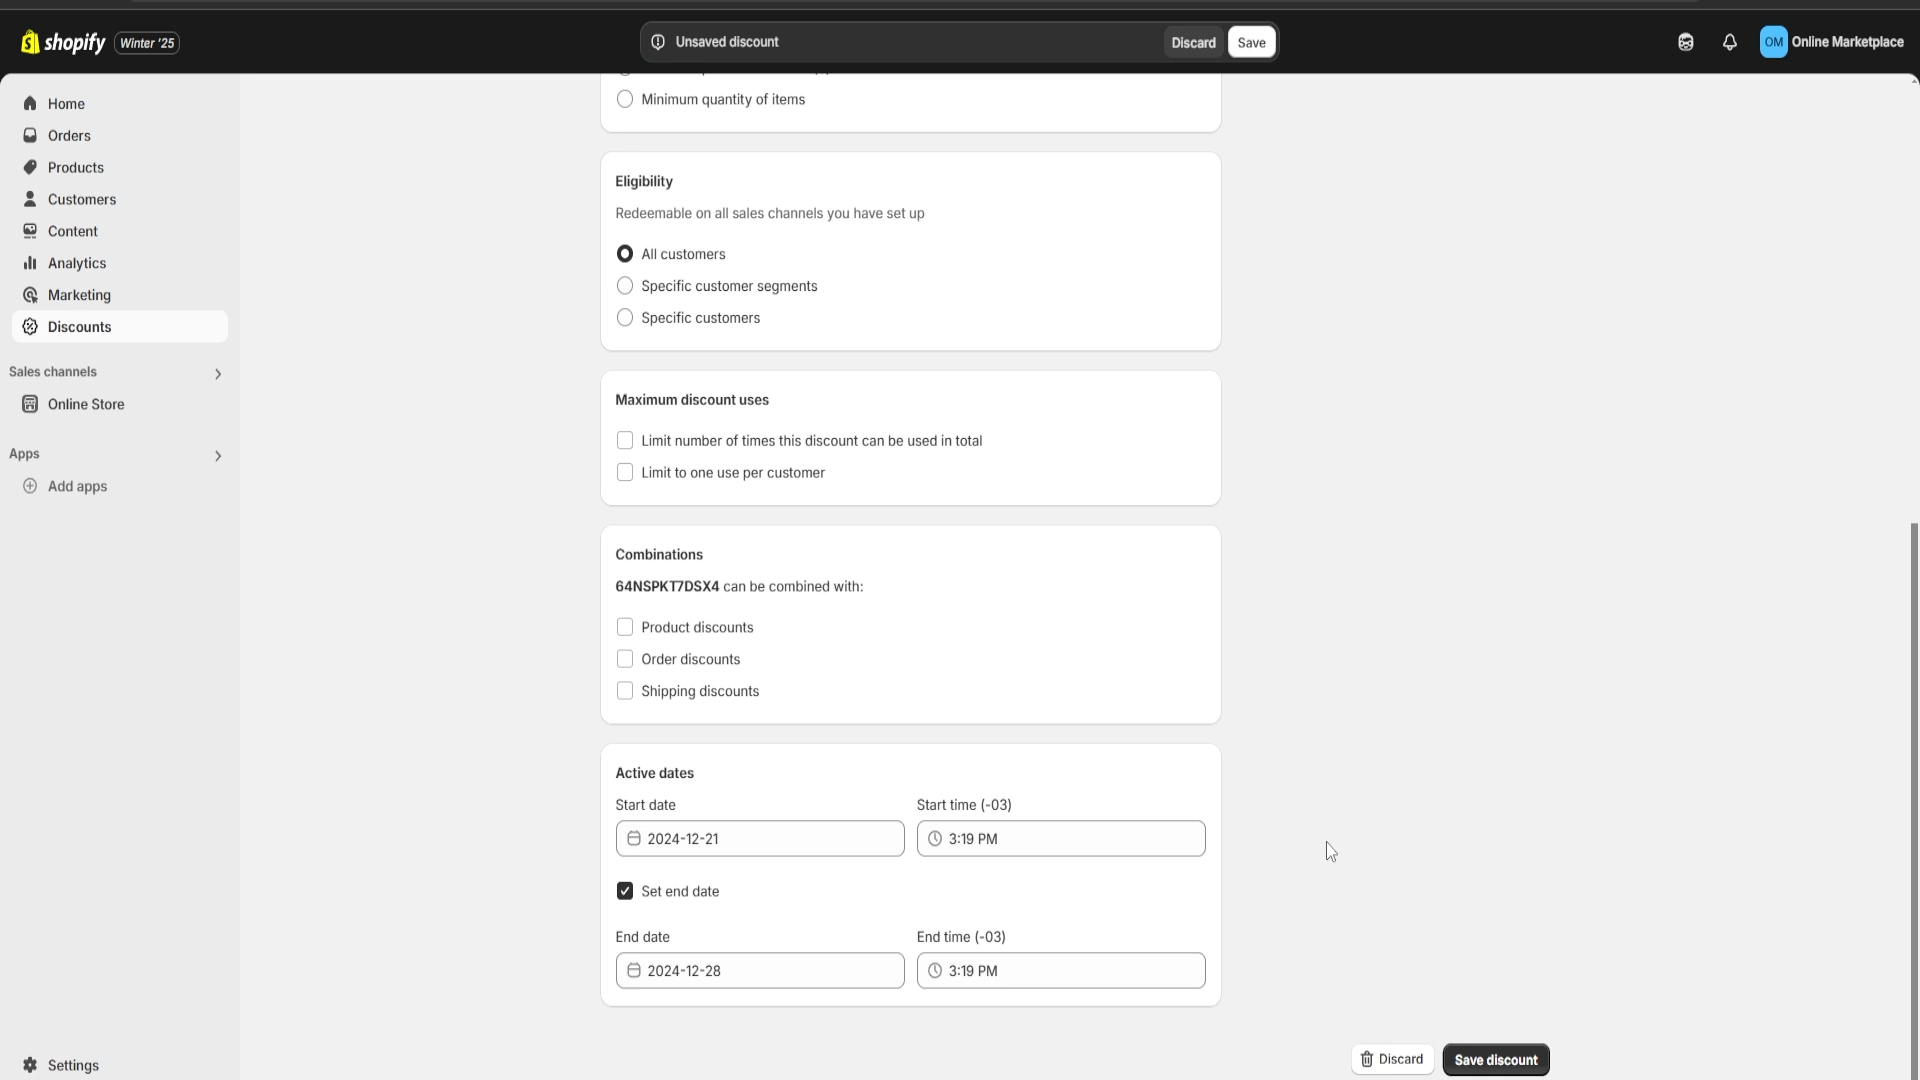 shopify Winter '25
Unsaved discount
Discard
Save
OM Online Marketplace
Home
Orders
Products
Customers
Content
Analytics
Marketing
Discounts
Sales channels
Online Store
Apps
Add apps
Settings
Minimum quantity of items
Eligibility
Redeemable on all sales channels you have set up
All customers
Specific customer segments
Specific customers
Maximum discount uses
Limit number of times this discount can be used in total
Limit to one use per customer
Combinations
64NSPKT7DSX4 can be combined with:
Product discounts
Order discounts
Shipping discounts
Active dates
Start date Start time (-03)
2024-12-21 3:19 PM
Set end date
End date End time (-03)
2024-12-28 3:19 PM
Discard Save discount